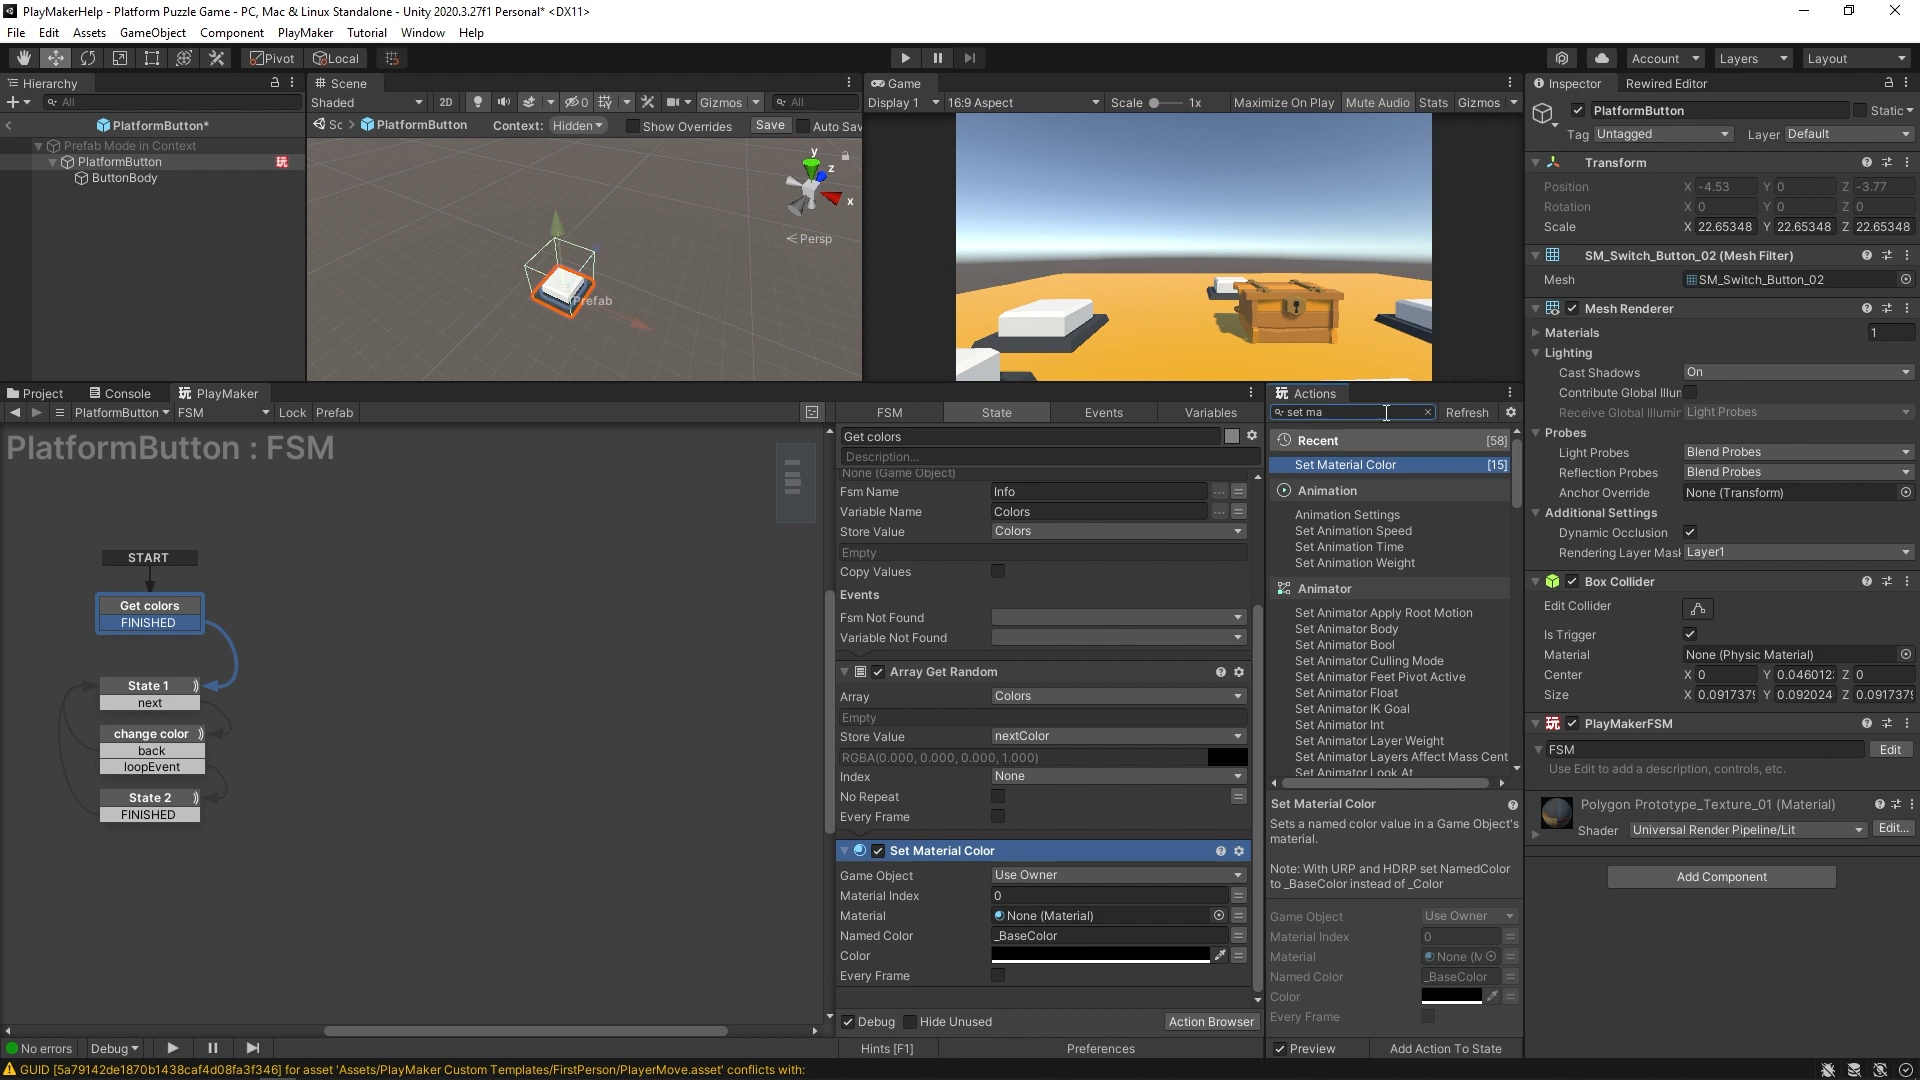 PlayMakerHelp - Platform Puzzle Game - PC, Mac & Linux Standalone - Unity 2020.3.27f1 Personal* <DX11>
File Edit Assets GameObject Component PlayMaker Tutorial Window Help
Pivot Local Account Layers Layout
Hierarchy
All
PlatformButton*
Prefab Mode in Context
PlatformButton
ButtonBody
Scene
Shaded 2D 0 Gizmos All
Sc > PlatformButton Context: Hidden Show Overrides Save Auto Sav
y
z
x
< Persp
Prefab
Game
Display 1 16:9 Aspect Scale 1x Maximize On Play Mute Audio Stats Gizmos
Project Console PlayMaker
PlatformButton FSM Lock Prefab
PlatformButton : FSM
START
Get colors
FINISHED
State 1
next
change color
back
loopEvent
State 2
FINISHED
No errors Debug
FSM State Events Variables
Get colors
Description...
None (Game Object)
Fsm Name Info
Variable Name Colors
Store Value Colors
Empty
Copy Values
Events
Fsm Not Found
Variable Not Found
Array Get Random
Array Colors
Empty
Store Value nextColor
RGBA(0.000, 0.000, 0.000, 1.000)
Index None
No Repeat
Every Frame
Set Material Color
Game Object Use Owner
Material Index 0
Material None (Material)
Named Color _BaseColor
Color
Every Frame
Debug Hide Unused Action Browser
Hints [F1] Preferences
Actions
set ma Refresh
Recent [58]
Set Material Color [15]
Animation
Animation Settings
Set Animation Speed
Set Animation Time
Set Animation Weight
Animator
Set Animator Apply Root Motion
Set Animator Body
Set Animator Bool
Set Animator Culling Mode
Set Animator Feet Pivot Active
Set Animator Float
Set Animator IK Goal
Set Animator Int
Set Animator Layer Weight
Set Animator Layers Affect Mass Cent
Set Animator Look At
Set Material Color
Sets a named color value in a Game Object's
material.
Note: With URP and HDRP set NamedColor
to _BaseColor instead of _Color
Game Object Use Owner
Material Index 0
Material None (M
Named Color _BaseColor
Color
Every Frame
Preview Add Action To State
Inspector Rewired Editor
PlatformButton Static
Tag Untagged Layer Default
Transform
Position X -4.53 Y 0 Z -3.77
Rotation X 0 Y 0 Z 0
Scale X 22.65348 Y 22.65348 Z 22.65348
SM_Switch_Button_02 (Mesh Filter)
Mesh SM_Switch_Button_02
Mesh Renderer
Materials 1
Lighting
Cast Shadows On
Contribute Global Illum
Receive Global Illumin Light Probes
Probes
Light Probes Blend Probes
Reflection Probes Blend Probes
Anchor Override None (Transform)
Additional Settings
Dynamic Occlusion
Rendering Layer Mask Layer1
Box Collider
Edit Collider
Is Trigger
Material None (Physic Material)
Center X 0 Y 0.046012 Z 0
Size X 0.091737 Y 0.092024 Z 0.091737
PlayMakerFSM
FSM Edit
Use Edit to add a description, controls, etc.
Polygon Prototype_Texture_01 (Material)
Shader Universal Render Pipeline/Lit Edit...
Add Component
GUID [5a79142de1870b1438caf4d08fa3f346] for asset 'Assets/PlayMaker Custom Templates/FirstPerson/PlayerMove.asset' conflicts with: